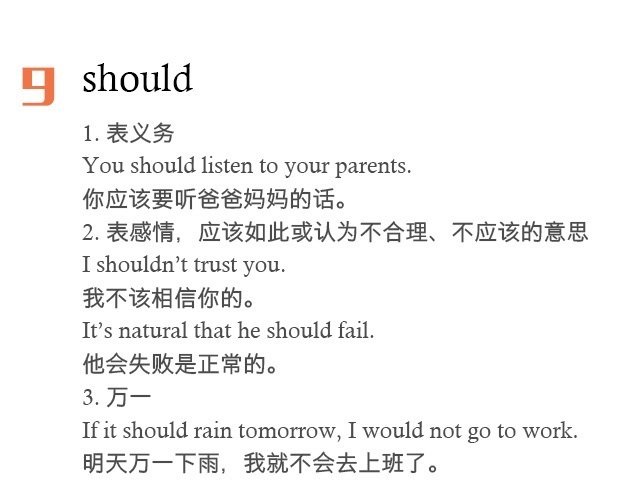 9 should
1. 表义务
You should listen to your parents.
你应该要听爸爸妈妈的话。
2. 表感情，应该如此或认为不合理、不应该的意思
I shouldn’t trust you.
我不该相信你的。
It’s natural that he should fail.
他会失败是正常的。
3. 万一
If it should rain tomorrow, I would not go to work.
明天万一下雨，我就不会去上班了。